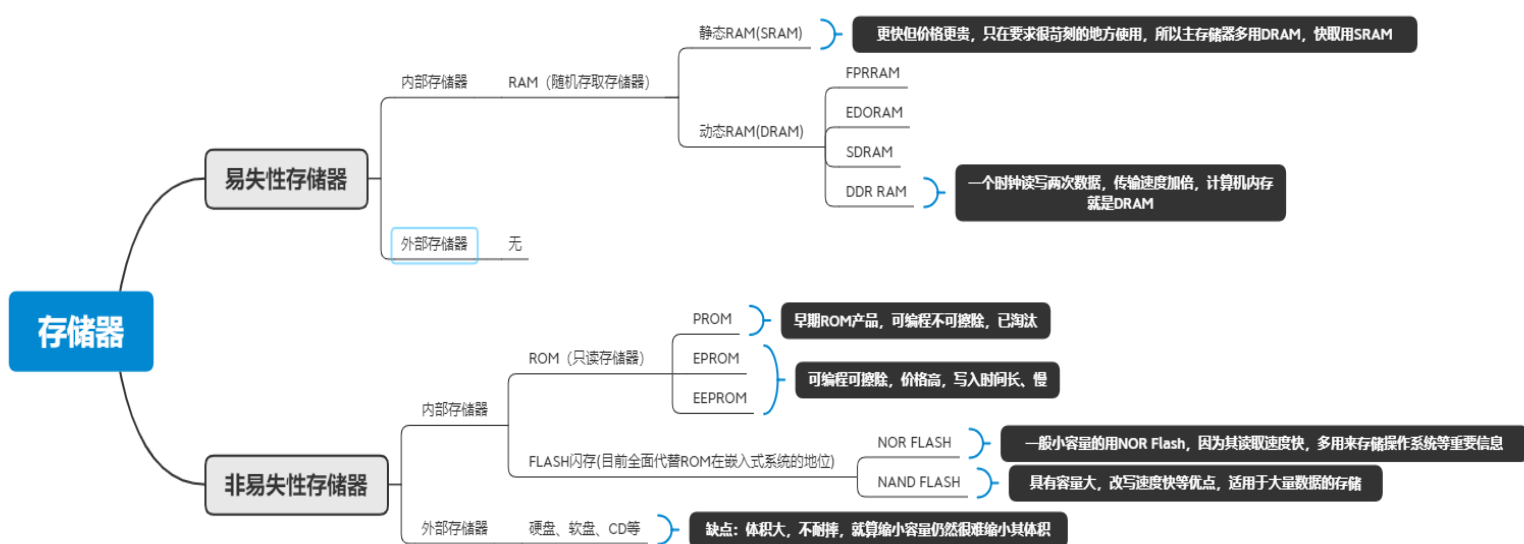 存储器
易失性存储器
内部存储器
RAM（随机存取存储器）
静态RAM(SRAM)
更快但价格更贵，只在要求很苛刻的地方使用，所以主存储器多用DRAM，快取用SRAM
动态RAM(DRAM)
FPRRAM
EDORAM
SDRAM
DDR RAM
一个时钟读写两次数据，传输速度加倍，计算机内存
就是DRAM
外部存储器
无
非易失性存储器
内部存储器
ROM（只读存储器）
PROM
早期ROM产品，可编程不可擦除，已淘汰
EPROM
EEPROM
可编程可擦除，价格高，写入时间长、慢
FLASH闪存(目前全面代替ROM在嵌入式系统的地位)
NOR FLASH
一般小容量的用NOR Flash，因为其读取速度快，多用来存储操作系统等重要信息
NAND FLASH
具有容量大，改写速度快等优点，适用于大量数据的存储
外部存储器
硬盘、软盘、CD等
缺点：体积大，不耐摔，就算缩小容量仍然很难缩小其体积